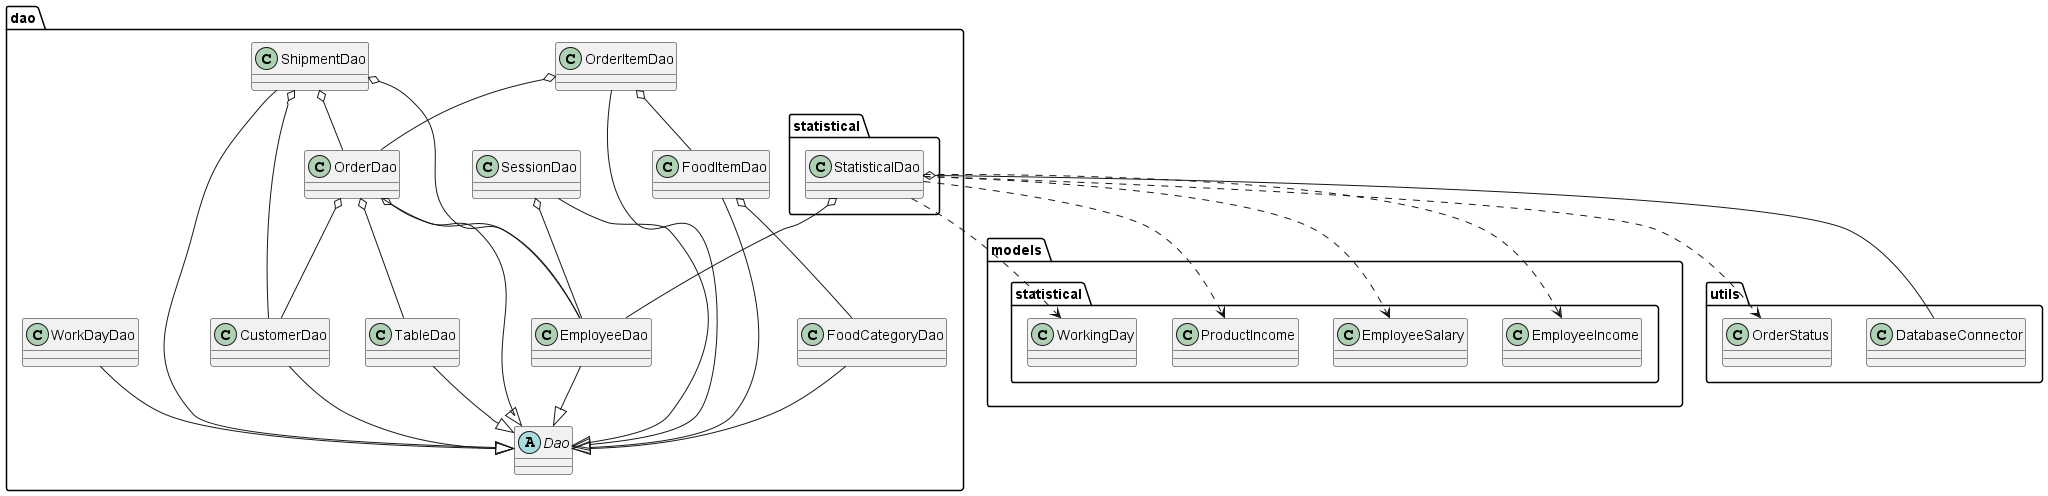 dao
C ShipmentDao
C OrderItemDao
statistical
C OrderDao
C SessionDao
C FoodItemDao
C StatisticalDao
models
statistical
utils
C WorkDayDao
C CustomerDao
C TableDao
C EmployeeDao
C FoodCategoryDao
C WorkingDay
C ProductIncome
C EmployeeSalary
C EmployeeIncome
C OrderStatus
C DatabaseConnector
A Dao